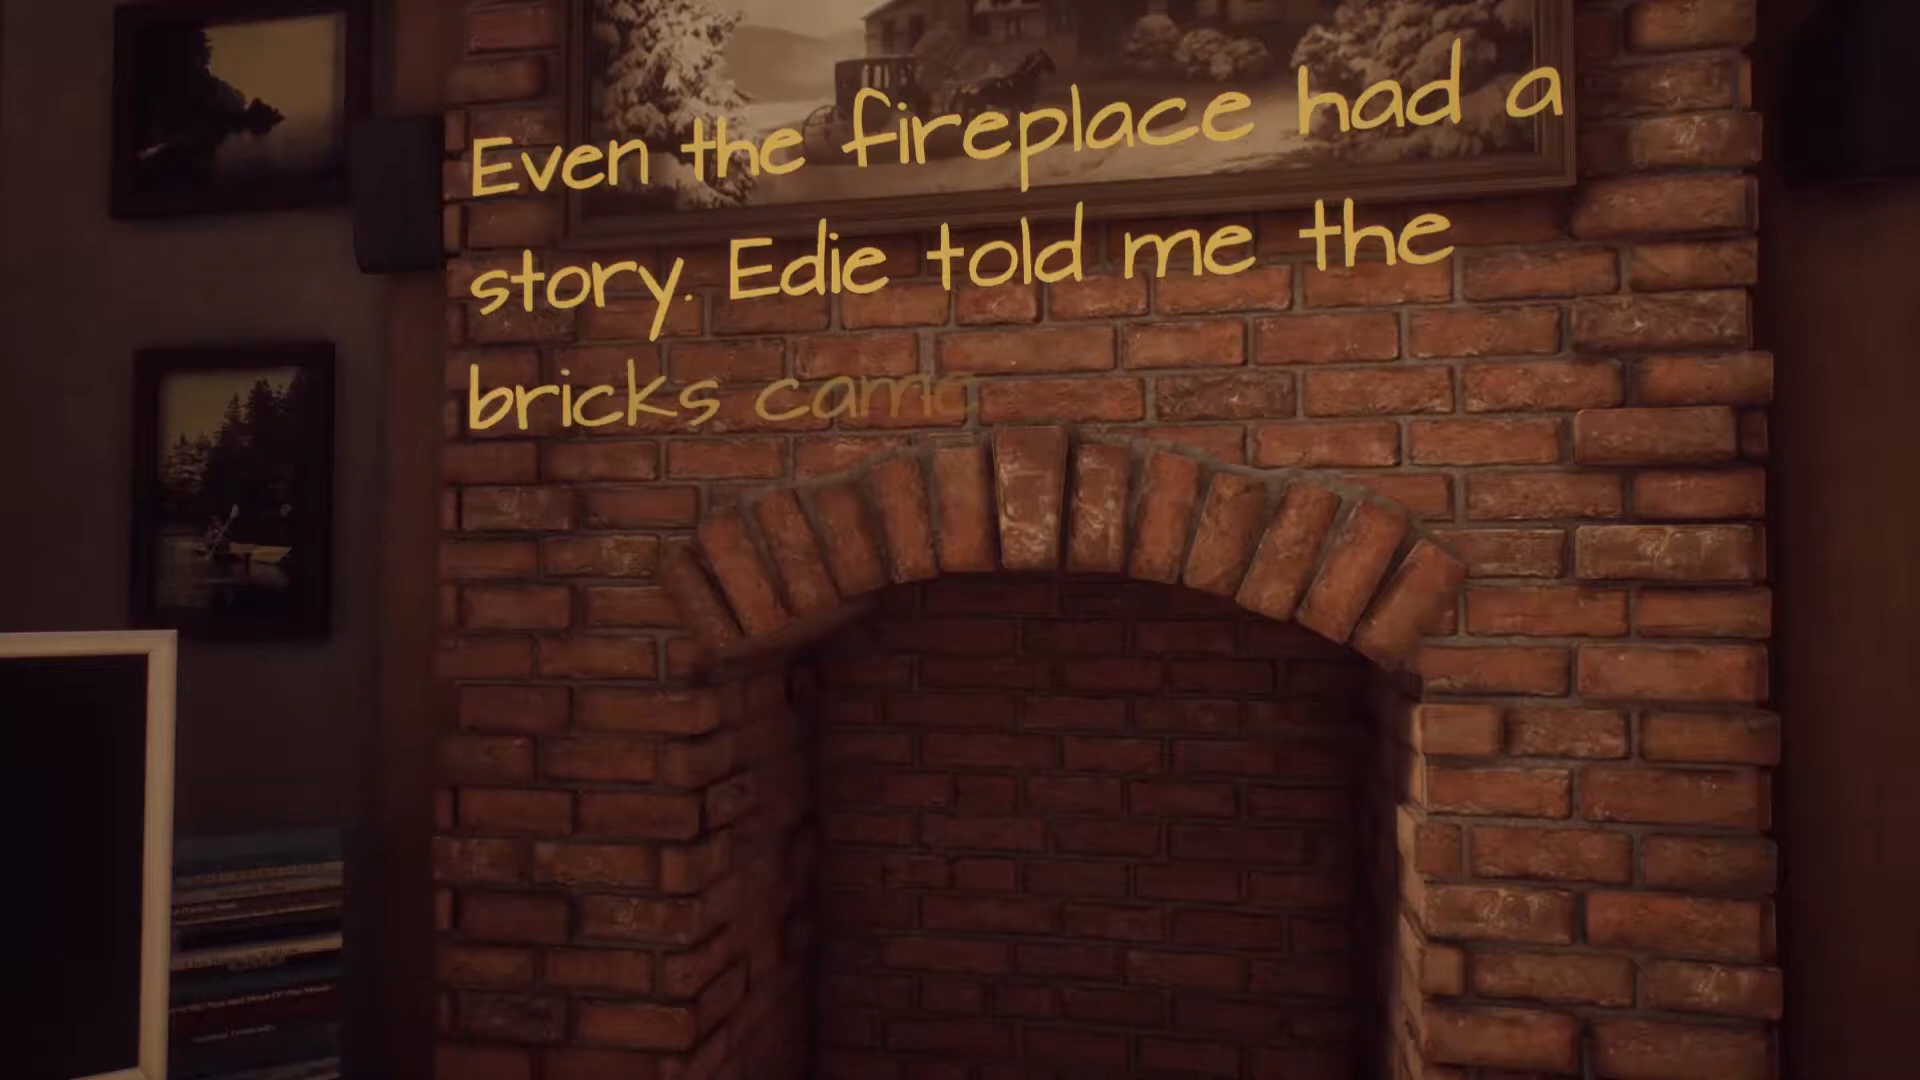 Even the fireplace had a
story. Edie told me the
bricks came